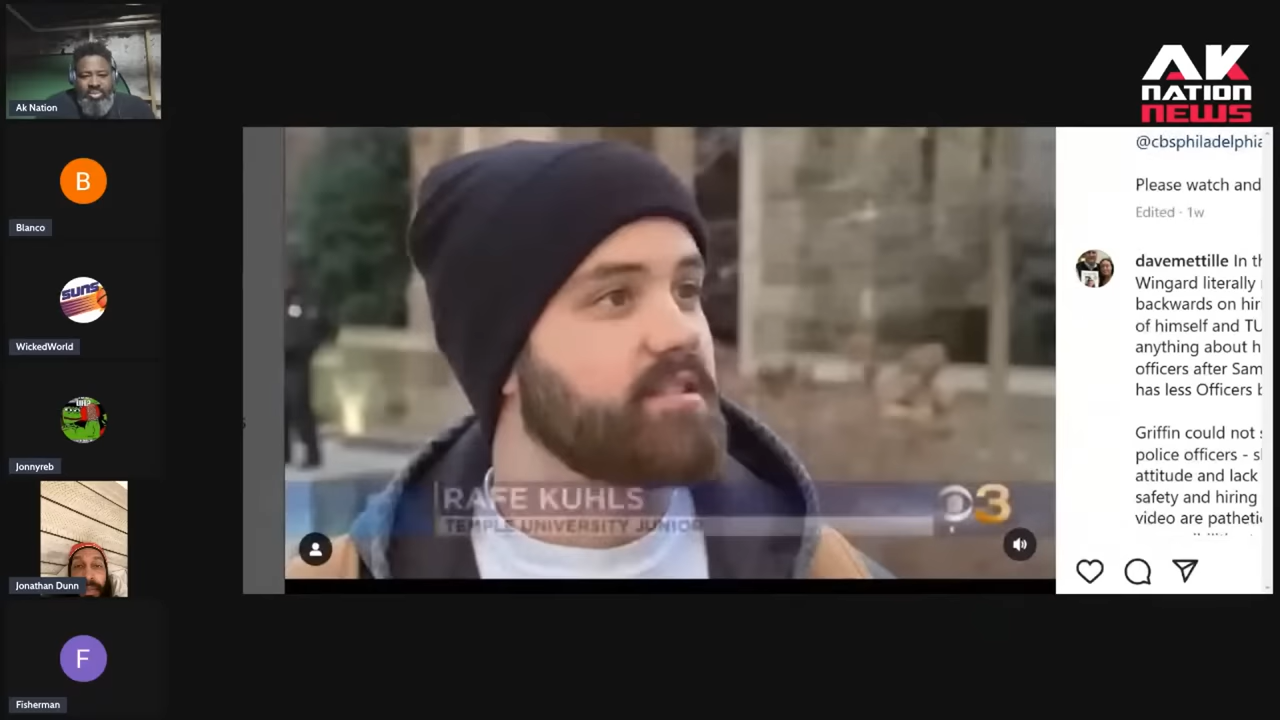 Ak Nation
B
Blanco
SUNS
WickedWorld
UH?
Jonnyreb
Jonathan Dunn
F
Fisherman
AK
NATION
NEWS
RAFE KUHLS
TEMPLE UNIVERSITY JUNIOR
3
@cbsphiladelphia
Please watch and
Edited · 1w
davemettille In th
Wingard literally
backwards on hir
of himself and TU
anything about h
officers after Sam
has less Officers b
Griffin could not s
police officers - sl
attitude and lack
safety and hiring
video are pathetic